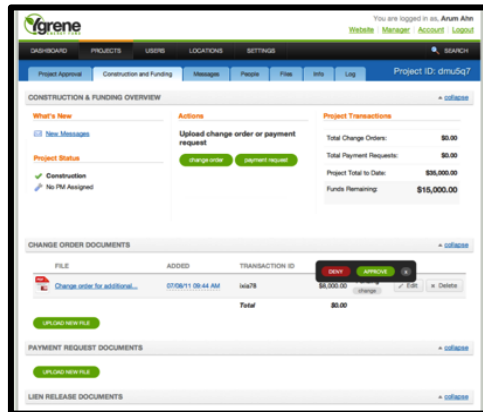 Ygrene
ENERGY FUND
You are logged in as, Arum Ahn
Website Manager Account Logout
DASHBOARD PROJECTS USERS LOCATIONS SETTINGS SEARCH
Project Approval Construction and Funding Messages People Files Info Log Project ID: dmu5q7
CONSTRUCTION & FUNDING OVERVIEW collapse
What's New Actions Project Transactions
New Messages
Upload change order or payment
request
Total Change Orders: $0.00
Project Status
change order payment request
Total Payment Requests: $0.00
Construction
Project Total to Date: $35,000.00
No PM Assigned
Funds Remaining: $15,000.00
CHANGE ORDER DOCUMENTS collapse
FILE ADDED TRANSACTION ID
DENY APPROVE x
Change order for additional... 07/08/11 09:44 AM ixia78 $8,000.00 change Edit Delete
Total $0.00
UPLOAD NEW FILE
PAYMENT REQUEST DOCUMENTS collapse
UPLOAD NEW FILE
LIEN RELEASE DOCUMENTS collapse